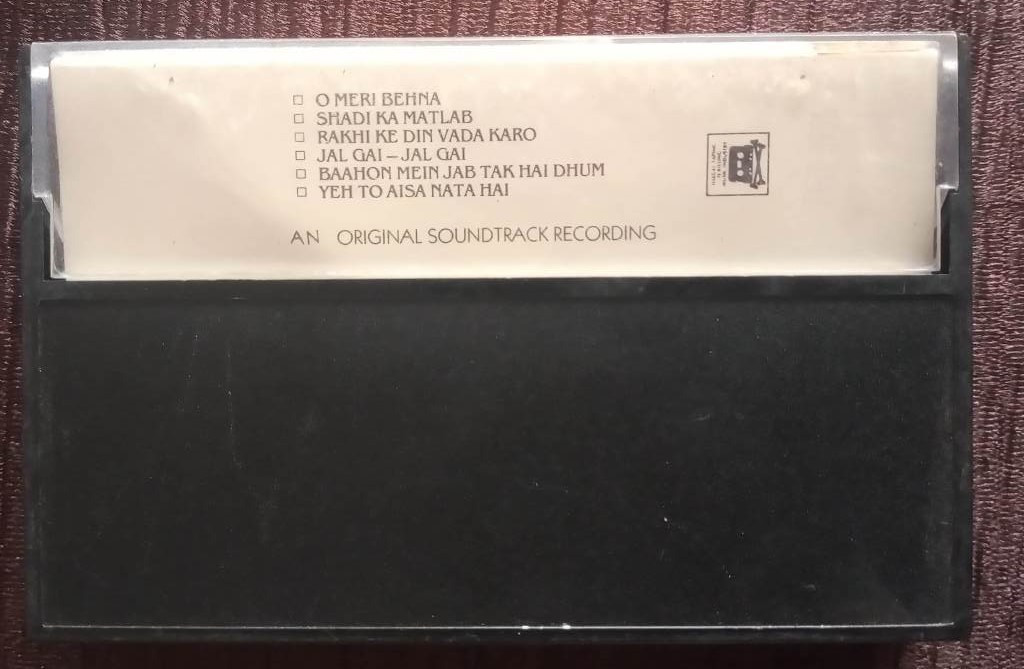 □ O MERI BEHNA
□ SHADI KA MATLAB
□ RAKHI KE DIN VADA KARO
□ JAL GAI – JAL GAI
□ BAAHON MEIN JAB TAK HAI DHUM
□ YEH TO AISA NATA HAI
AN ORIGINAL SOUNDTRACK RECORDING